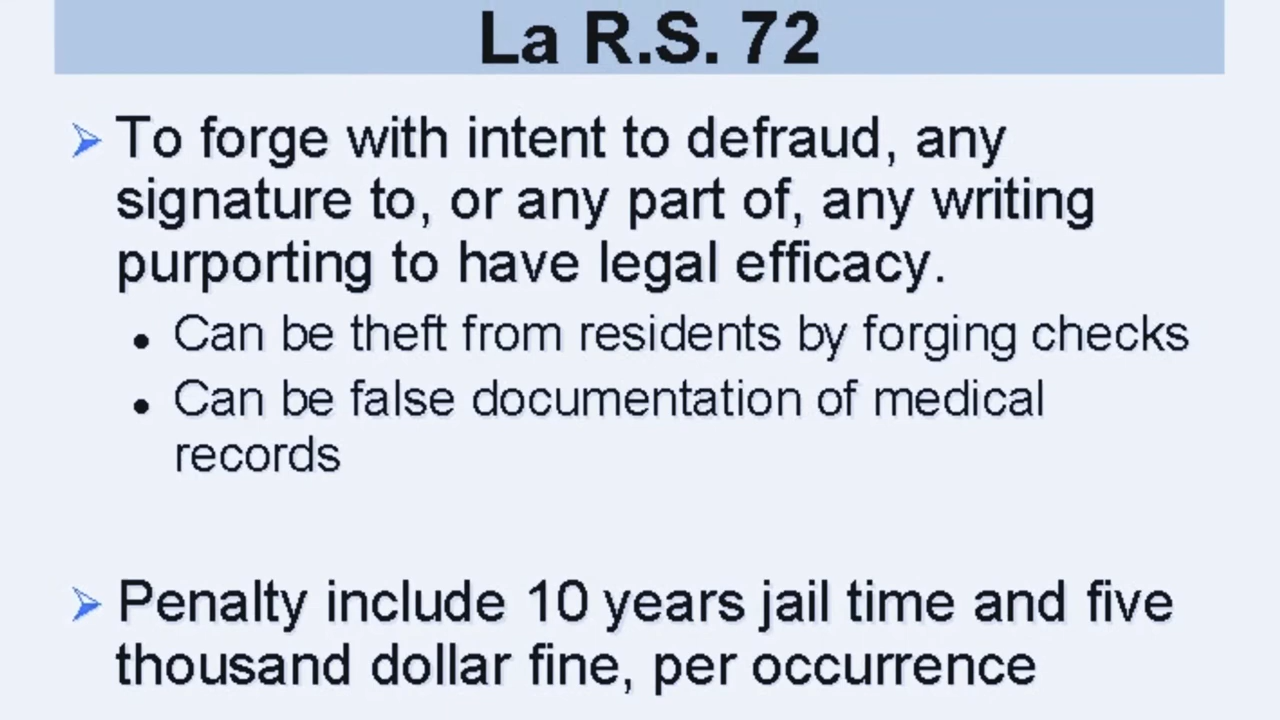 La R.S. 72
To forge with intent to defraud, any
signature to, or any part of, any writing
purporting to have legal efficacy.
Can be theft from residents by forging checks
Can be false documentation of medical
records
Penalty include 10 years jail time and five
thousand dollar fine, per occurrence